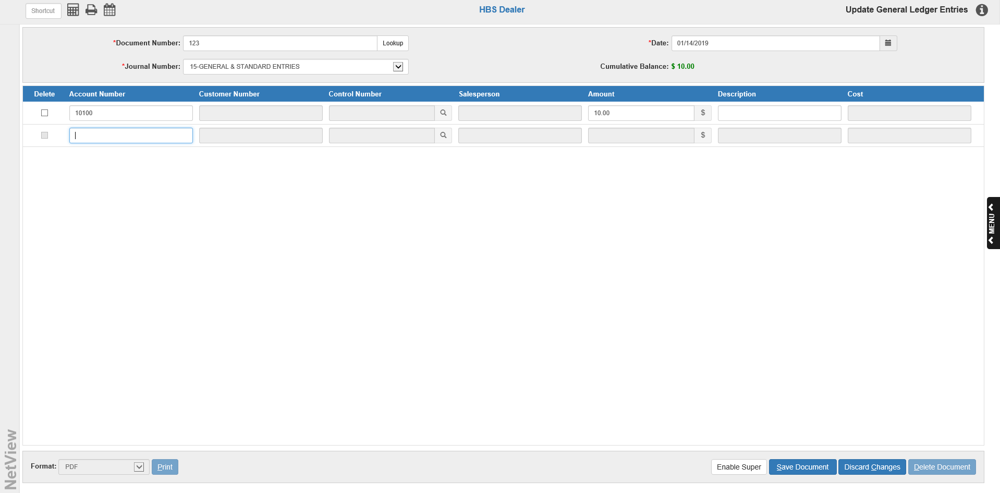 Shortcut
HBS Dealer
Update General Ledger Entries
*Document Number: 123 Lookup
*Date: 01/14/2019
*Journal Number: 15-GENERAL & STANDARD ENTRIES
Cumulative Balance: $ 10.00
Delete Account Number Customer Number Control Number Salesperson Amount Description Cost
10100 10.00 $
$
MENU
NetView
Format: PDF Print
Enable Super Save Document Discard Changes Delete Document